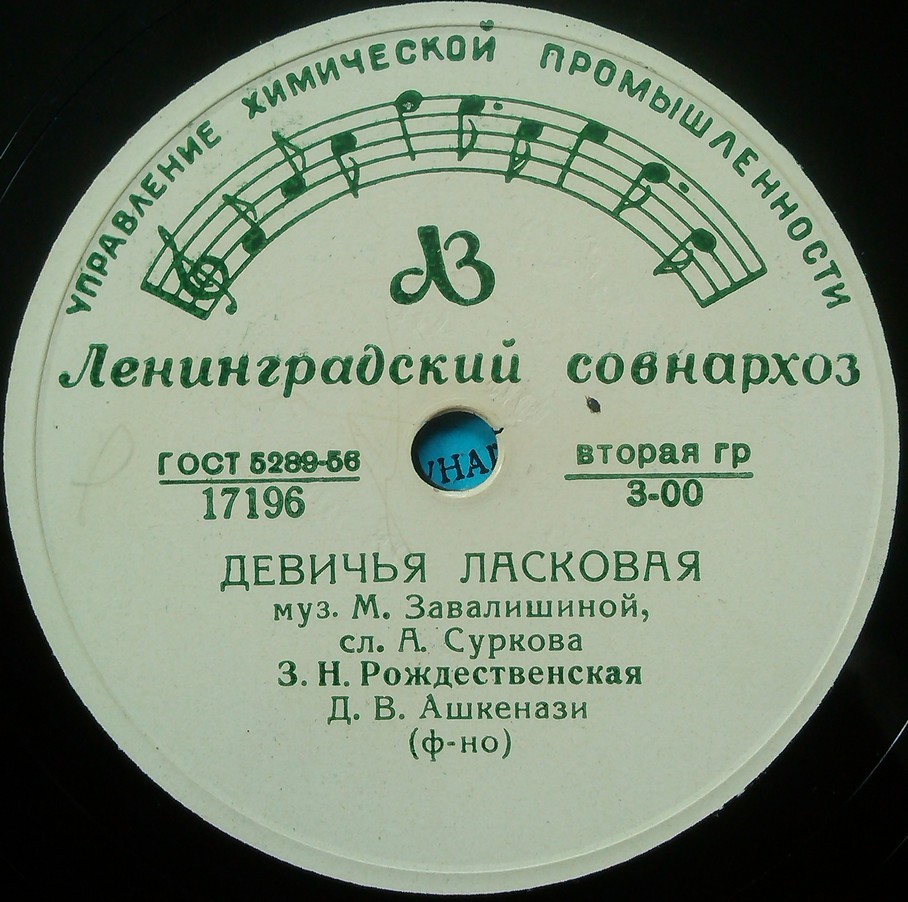 УПРАВЛЕНИЕ ХИМИЧЕСКОЙ ПРОМЫШЛЕННОСТИ
ЛЗ
Ленинградский совнархоз
ГОСТ 5289-56
17196
вторая гр
3-00
ДЕВИЧЬЯ ЛАСКОВАЯ
муз. М. Завалишиной,
сл. А. Суркова
З. Н. Рождественская
Д. В. Ашкенази
(ф-но)